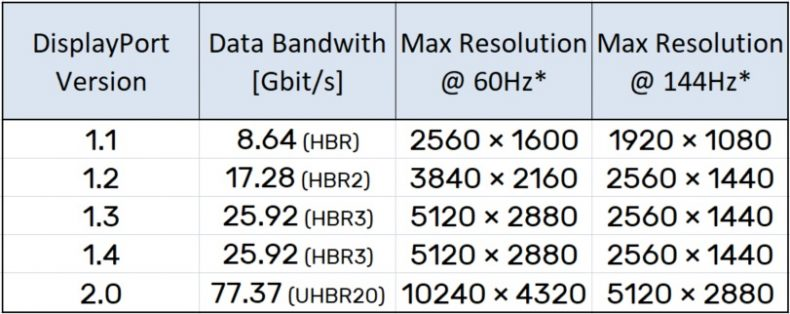 DisplayPort Version Data Bandwith [Gbit/s] Max Resolution @ 60Hz* Max Resolution @ 144Hz*
1.1 8.64 (HBR) 2560 × 1600 1920 × 1080
1.2 17.28 (HBR2) 3840 × 2160 2560 × 1440
1.3 25.92 (HBR3) 5120 × 2880 2560 × 1440
1.4 25.92 (HBR3) 5120 × 2880 2560 × 1440
2.0 77.37 (UHBR20) 10240 × 4320 5120 × 2880